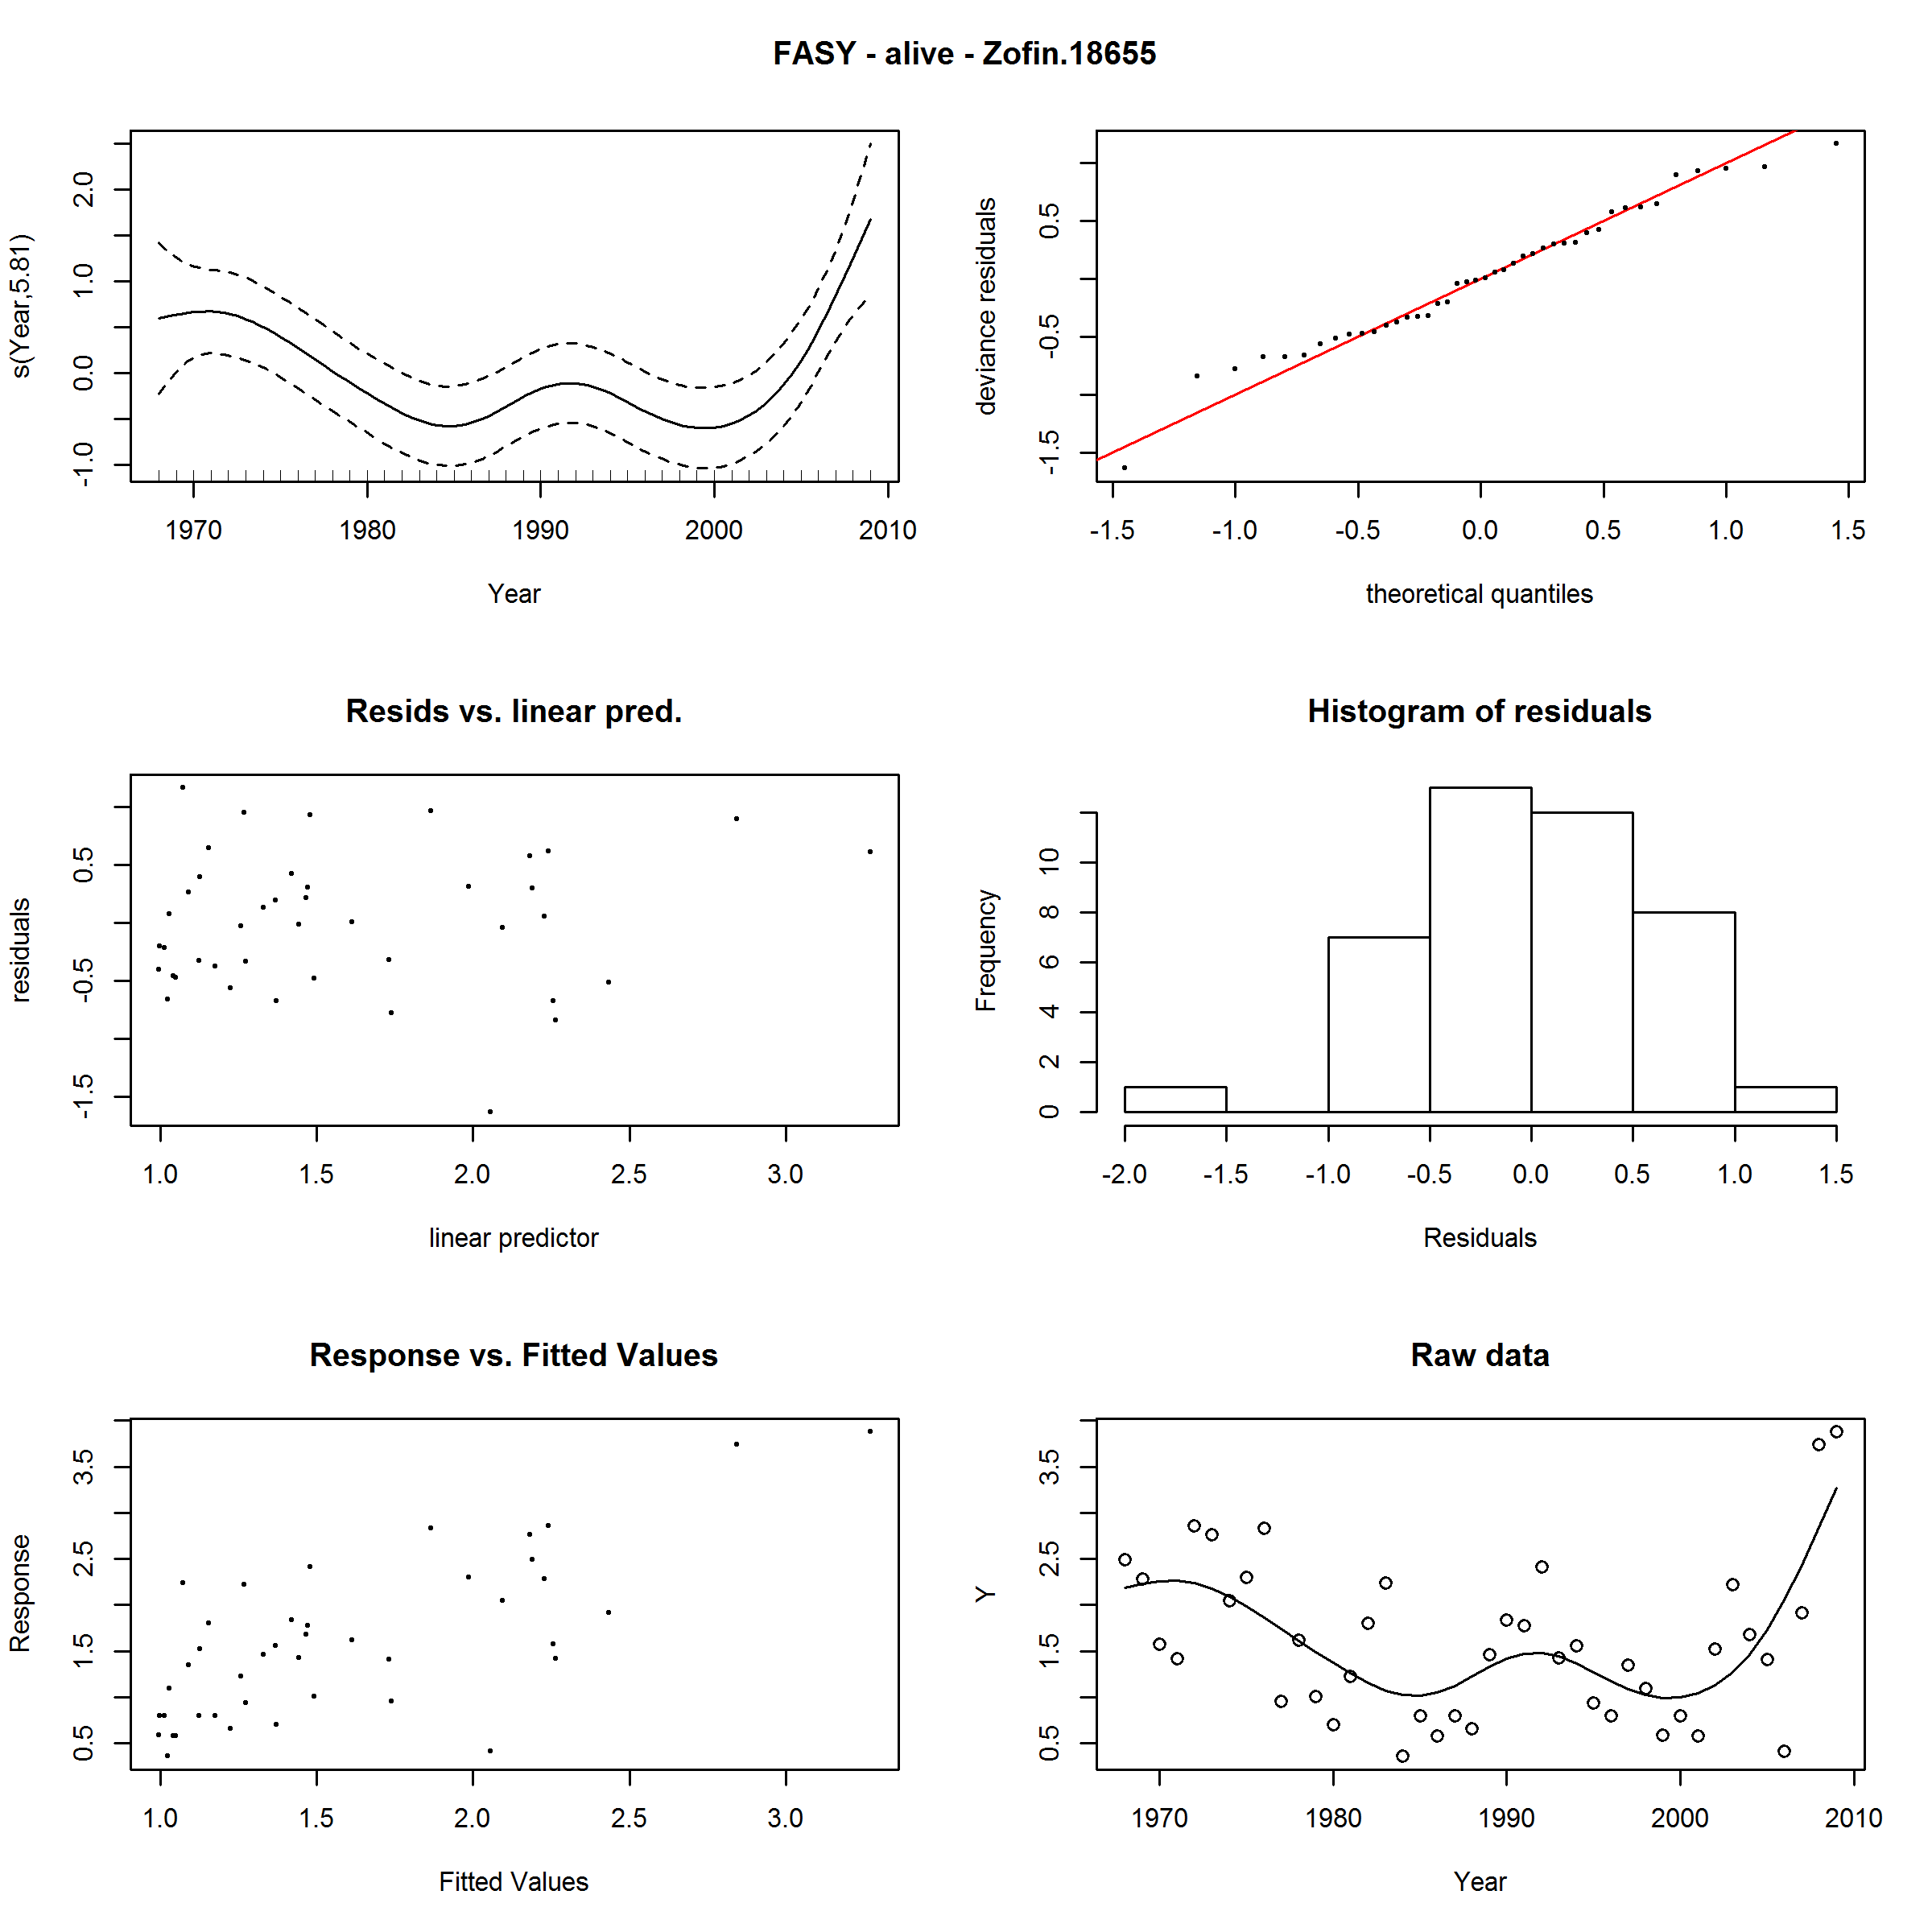 FASY - alive - Zofin.18655
s(Year,5.81)
-1.0 0.0 1.0 2.0
1970 1980 1990 2000 2010
Year
deviance residuals
-1.5 -0.5 0.5
-1.5 -1.0 -0.5 0.0 0.5 1.0 1.5
theoretical quantiles
Resids vs. linear pred.
residuals
-1.5 -0.5 0.5
1.0 1.5 2.0 2.5 3.0
linear predictor
Histogram of residuals
Frequency
0 2 4 6 8 10
-2.0 -1.5 -1.0 -0.5 0.0 0.5 1.0 1.5
Residuals
Response vs. Fitted Values
Response
0.5 1.5 2.5 3.5
1.0 1.5 2.0 2.5 3.0
Fitted Values
Raw data
Y
0.5 1.5 2.5 3.5
1970 1980 1990 2000 2010
Year